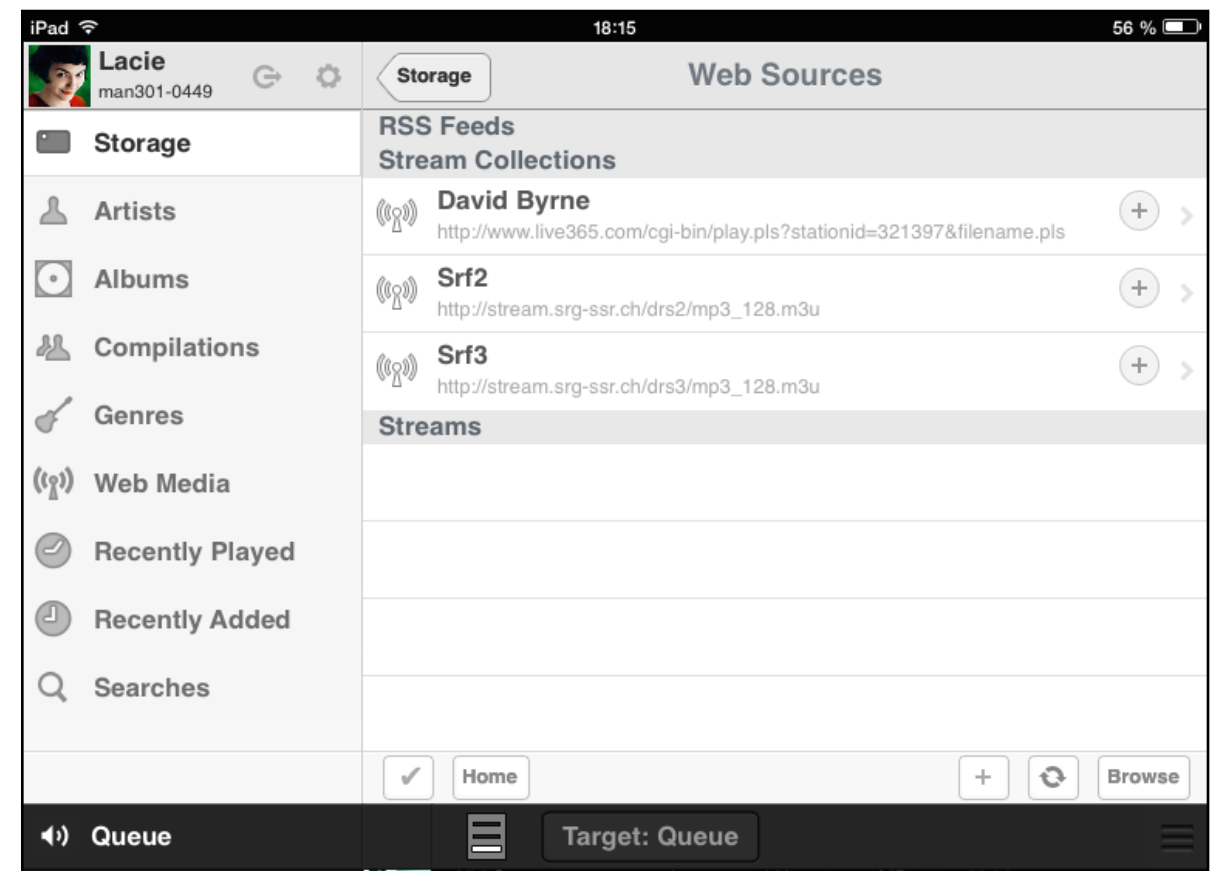 iPad 18:15 56 %
Lacie
man301-0449
Storage Web Sources
Storage
Artists
Albums
Compilations
Genres
Web Media
Recently Played
Recently Added
Searches
RSS Feeds
Stream Collections
David Byrne
http://www.live365.com/cgi-bin/play.pls?stationid=321397&filename.pls
Srf2
http://stream.srg-ssr.ch/drs2/mp3_128.m3u
Srf3
http://stream.srg-ssr.ch/drs3/mp3_128.m3u
Streams
Home Browse
Queue Target: Queue